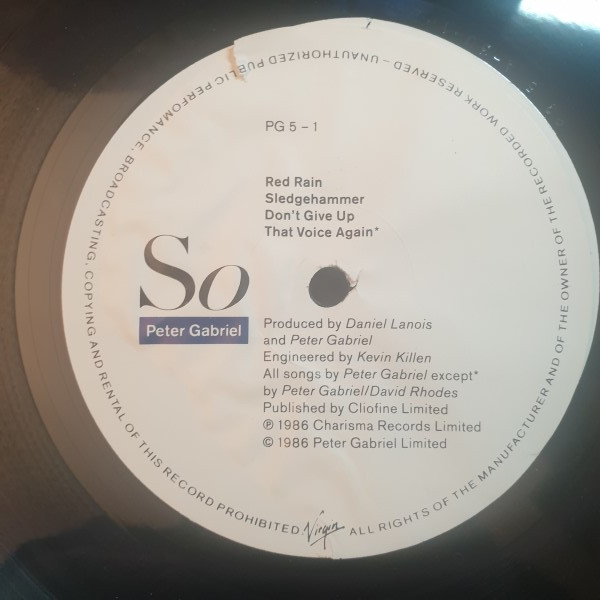 PG 5 – 1
Red Rain
Sledgehammer
Don't Give Up
That Voice Again*
So
Peter Gabriel
Produced by Daniel Lanois
and Peter Gabriel
Engineered by Kevin Killen
All songs by Peter Gabriel except*
by Peter Gabriel/David Rhodes
Published by Cliofine Limited
℗ 1986 Charisma Records Limited
© 1986 Peter Gabriel Limited
Virgin
ALL RIGHTS OF THE MANUFACTURER AND OF THE OWNER OF THE RECORDED WORK RESERVED – UNAUTHORIZED PUBLIC PERFOMANCE, BROADCASTING, COPYING AND RENTAL OF THIS RECORD PROHIBITED